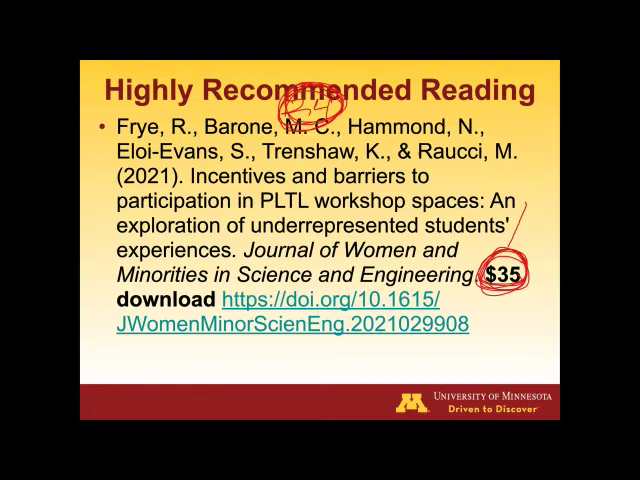 Highly Recommended Reading
• Frye, R., Barone, M. C., Hammond, N.,
Eloi-Evans, S., Trenshaw, K., & Raucci, M.
(2021). Incentives and barriers to
participation in PLTL workshop spaces: An
exploration of underrepresented students'
experiences. Journal of Women and
Minorities in Science and Engineering $35
download https://doi.org/10.1615/
JWomenMinorScienEng.2021029908
UNIVERSITY OF MINNESOTA
Driven to Discover